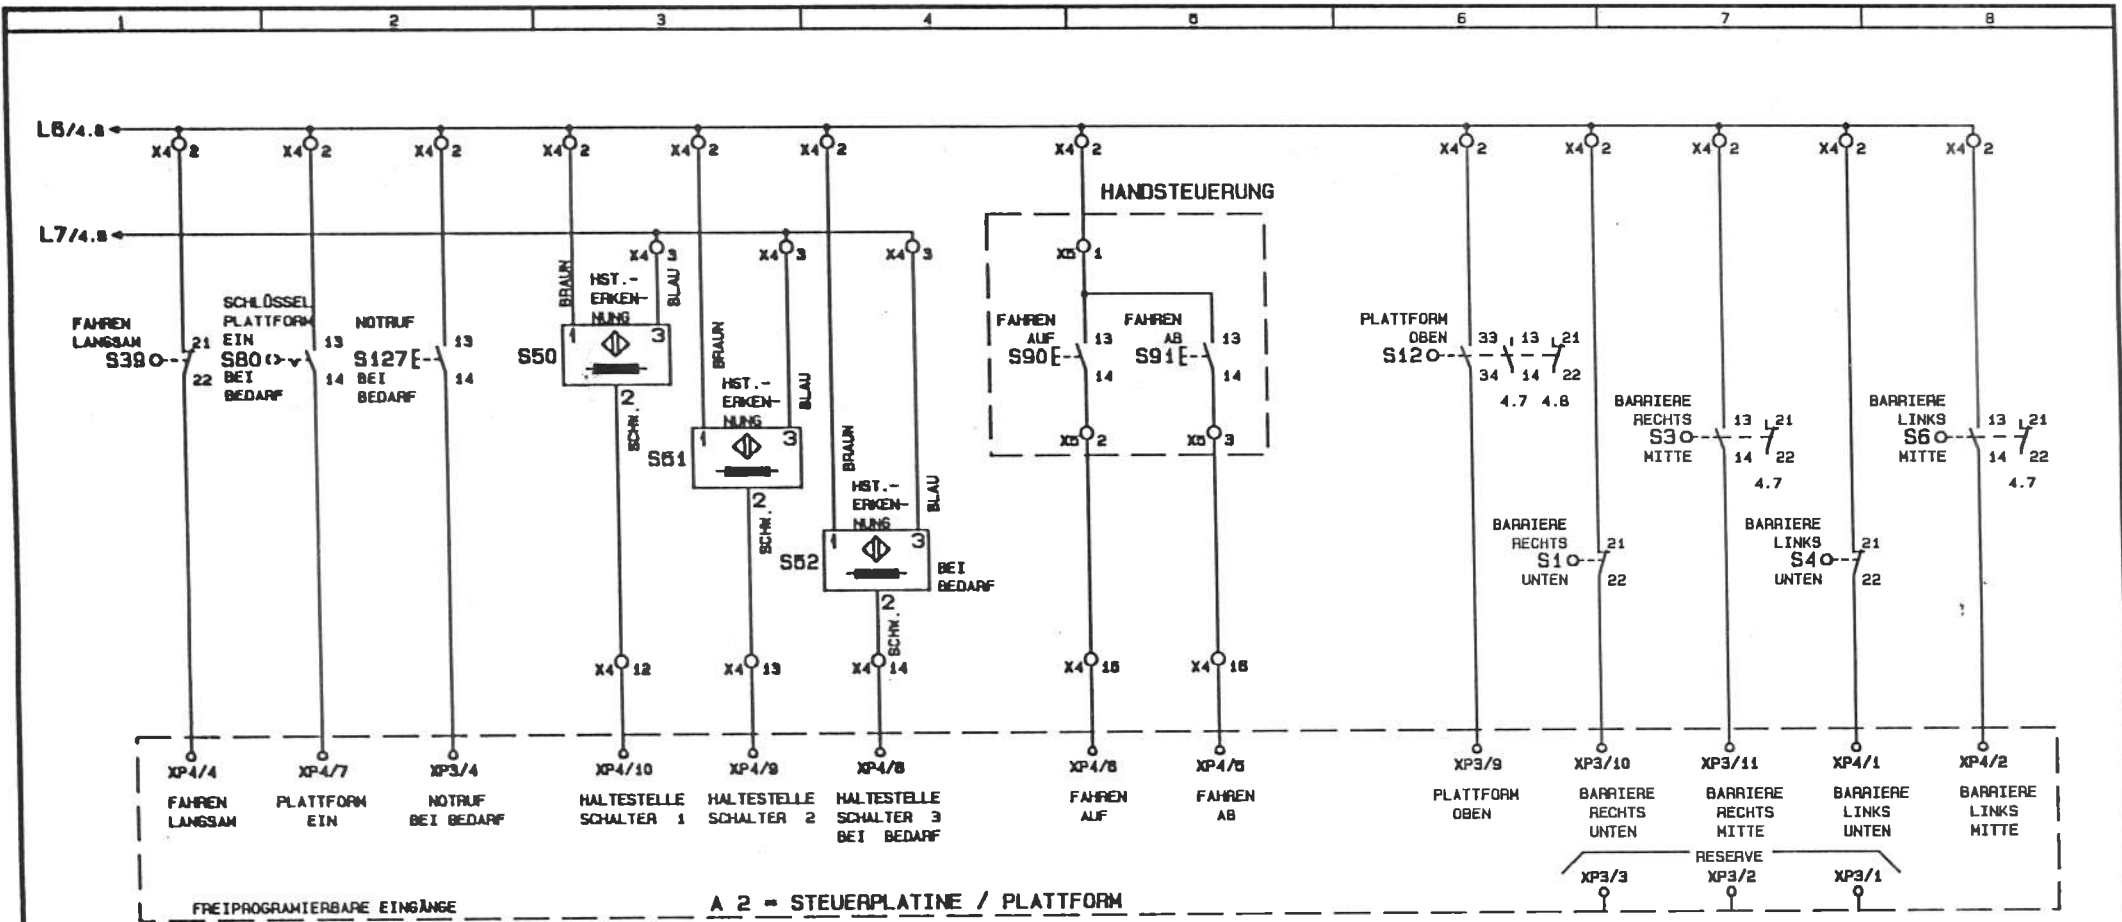 1 2 3 4 5 6 7 8
L6/4.8
X4 2 X4 2 X4 2 X4 2 X4 2 X4 2 X4 2 X4 2 X4 2 X4 2 X4 2 X4 2
HANDSTEUERUNG
L7/4.8
X4 3 X4 3 X4 3
X5 1
FAHREN
LANGSAM
S39
21
22
SCHLÜSSEL
PLATTFORM
EIN
S80
BEI
BEDARF
13
14
NOTRUF
S127
BEI
BEDARF
13
14
BRAUN
HST.-
ERKEN-
NUNG
BLAU
1 3
S50
2
SCHW.
BRAUN
HST.-
ERKEN-
NUNG
BLAU
1 3
S51
2
SCHW.
BRAUN
HST.-
ERKEN-
NUNG
BLAU
1 3
S52
BEI
BEDARF
2
SCHW.
FAHREN
AUF
S90
13
14
FAHREN
AB
S91
13
14
X5 2 X5 3
PLATTFORM
OBEN
S12
33 13 21
34 14 22
4.7 4.8
BARRIERE
RECHTS
S1
UNTEN
21
22
BARRIERE
RECHTS
S3
MITTE
13 21
14 22
4.7
BARRIERE
LINKS
S4
UNTEN
21
22
BARRIERE
LINKS
S6
MITTE
13 21
14 22
4.7
X4 12 X4 13 X4 14 X4 15 X4 16
XP4/4 XP4/7 XP3/4 XP4/10 XP4/9 XP4/8 XP4/6 XP4/5 XP3/9 XP3/10 XP3/11 XP4/1 XP4/2
FAHREN
LANGSAM
PLATTFORM
EIN
NOTRUF
BEI BEDARF
HALTESTELLE
SCHALTER 1
HALTESTELLE
SCHALTER 2
HALTESTELLE
SCHALTER 3
BEI BEDARF
FAHREN
AUF
FAHREN
AB
PLATTFORM
OBEN
BARRIERE
RECHTS
UNTEN
BARRIERE
RECHTS
MITTE
BARRIERE
LINKS
UNTEN
BARRIERE
LINKS
MITTE
RESERVE
XP3/3 XP3/2 XP3/1
FREIPROGRAMIERBARE EINGÄNGE
A 2 = STEUERPLATINE / PLATTFORM